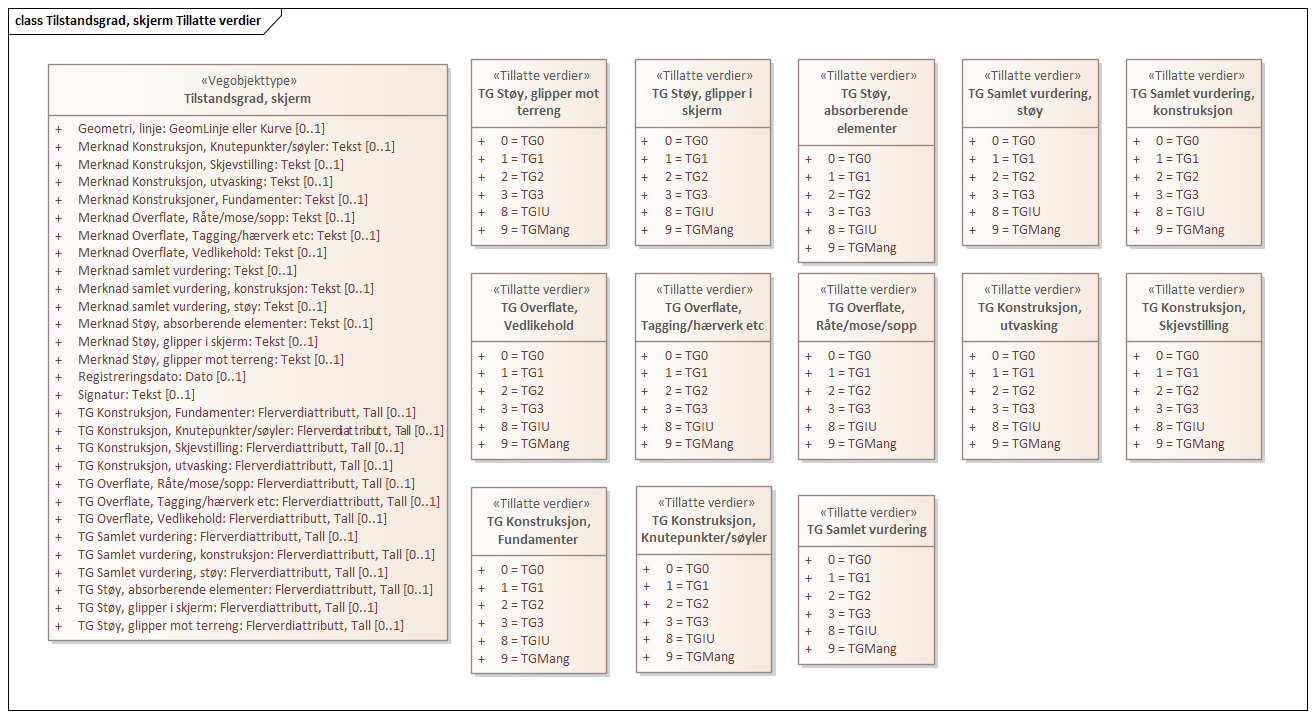 class Tilstandsgrad, skjerm Tillatte verdier
«Vegobjekttype»
Tilstandsgrad, skjerm
+ Geometri, linje: GeomLinje eller Kurve [0..1]
+ Merknad Konstruksjon, Knutepunkter/søyler: Tekst [0..1]
+ Merknad Konstruksjon, Skjevstilling: Tekst [0..1]
+ Merknad Konstruksjon, utvasking: Tekst [0..1]
+ Merknad Konstruksjoner, Fundamenter: Tekst [0..1]
+ Merknad Overflate, Råte/mose/sopp: Tekst [0..1]
+ Merknad Overflate, Tagging/hærverk etc: Tekst [0..1]
+ Merknad Overflate, Vedlikehold: Tekst [0..1]
+ Merknad samlet vurdering: Tekst [0..1]
+ Merknad samlet vurdering, konstruksjon: Tekst [0..1]
+ Merknad samlet vurdering, støy: Tekst [0..1]
+ Merknad Støy, absorberende elementer: Tekst [0..1]
+ Merknad Støy, glipper i skjerm: Tekst [0..1]
+ Merknad Støy, glipper mot terreng: Tekst [0..1]
+ Registreringsdato: Dato [0..1]
+ Signatur: Tekst [0..1]
+ TG Konstruksjon, Fundamenter: Flerverdiattributt, Tall [0..1]
+ TG Konstruksjon, Knutepunkter/søyler: Flerverdiattributt, Tall [0..1]
+ TG Konstruksjon, Skjevstilling: Flerverdiattributt, Tall [0..1]
+ TG Konstruksjon, utvasking: Flerverdiattributt, Tall [0..1]
+ TG Overflate, Råte/mose/sopp: Flerverdiattributt, Tall [0..1]
+ TG Overflate, Tagging/hærverk etc: Flerverdiattributt, Tall [0..1]
+ TG Overflate, Vedlikehold: Flerverdiattributt, Tall [0..1]
+ TG Samlet vurdering: Flerverdiattributt, Tall [0..1]
+ TG Samlet vurdering, konstruksjon: Flerverdiattributt, Tall [0..1]
+ TG Samlet vurdering, støy: Flerverdiattributt, Tall [0..1]
+ TG Støy, absorberende elementer: Flerverdiattributt, Tall [0..1]
+ TG Støy, glipper i skjerm: Flerverdiattributt, Tall [0..1]
+ TG Støy, glipper mot terreng: Flerverdiattributt, Tall [0..1]
«Tillatte verdier»
TG Støy, glipper mot
terreng
+ 0 = TG0
+ 1 = TG1
+ 2 = TG2
+ 3 = TG3
+ 8 = TGIU
+ 9 = TGMang
«Tillatte verdier»
TG Støy, glipper i
skjerm
+ 0 = TG0
+ 1 = TG1
+ 2 = TG2
+ 3 = TG3
+ 8 = TGIU
+ 9 = TGMang
«Tillatte verdier»
TG Støy,
absorberende
elementer
+ 0 = TG0
+ 1 = TG1
+ 2 = TG2
+ 3 = TG3
+ 8 = TGIU
+ 9 = TGMang
«Tillatte verdier»
TG Samlet vurdering,
støy
+ 0 = TG0
+ 1 = TG1
+ 2 = TG2
+ 3 = TG3
+ 8 = TGIU
+ 9 = TGMang
«Tillatte verdier»
TG Samlet vurdering,
konstruksjon
+ 0 = TG0
+ 1 = TG1
+ 2 = TG2
+ 3 = TG3
+ 8 = TGIU
+ 9 = TGMang
«Tillatte verdier»
TG Overflate,
Vedlikehold
+ 0 = TG0
+ 1 = TG1
+ 2 = TG2
+ 3 = TG3
+ 8 = TGIU
+ 9 = TGMang
«Tillatte verdier»
TG Overflate,
Tagging/hærverk etc
+ 0 = TG0
+ 1 = TG1
+ 2 = TG2
+ 3 = TG3
+ 8 = TGIU
+ 9 = TGMang
«Tillatte verdier»
TG Overflate,
Råte/mose/sopp
+ 0 = TG0
+ 1 = TG1
+ 2 = TG2
+ 3 = TG3
+ 8 = TGIU
+ 9 = TGMang
«Tillatte verdier»
TG Konstruksjon,
utvasking
+ 0 = TG0
+ 1 = TG1
+ 2 = TG2
+ 3 = TG3
+ 8 = TGIU
+ 9 = TGMang
«Tillatte verdier»
TG Konstruksjon,
Skjevstilling
+ 0 = TG0
+ 1 = TG1
+ 2 = TG2
+ 3 = TG3
+ 8 = TGIU
+ 9 = TGMang
«Tillatte verdier»
TG Konstruksjon,
Fundamenter
+ 0 = TG0
+ 1 = TG1
+ 2 = TG2
+ 3 = TG3
+ 8 = TGIU
+ 9 = TGMang
«Tillatte verdier»
TG Konstruksjon,
Knutepunkter/søyler
+ 0 = TG0
+ 1 = TG1
+ 2 = TG2
+ 3 = TG3
+ 8 = TGIU
+ 9 = TGMang
«Tillatte verdier»
TG Samlet vurdering
+ 0 = TG0
+ 1 = TG1
+ 2 = TG2
+ 3 = TG3
+ 8 = TGIU
+ 9 = TGMang